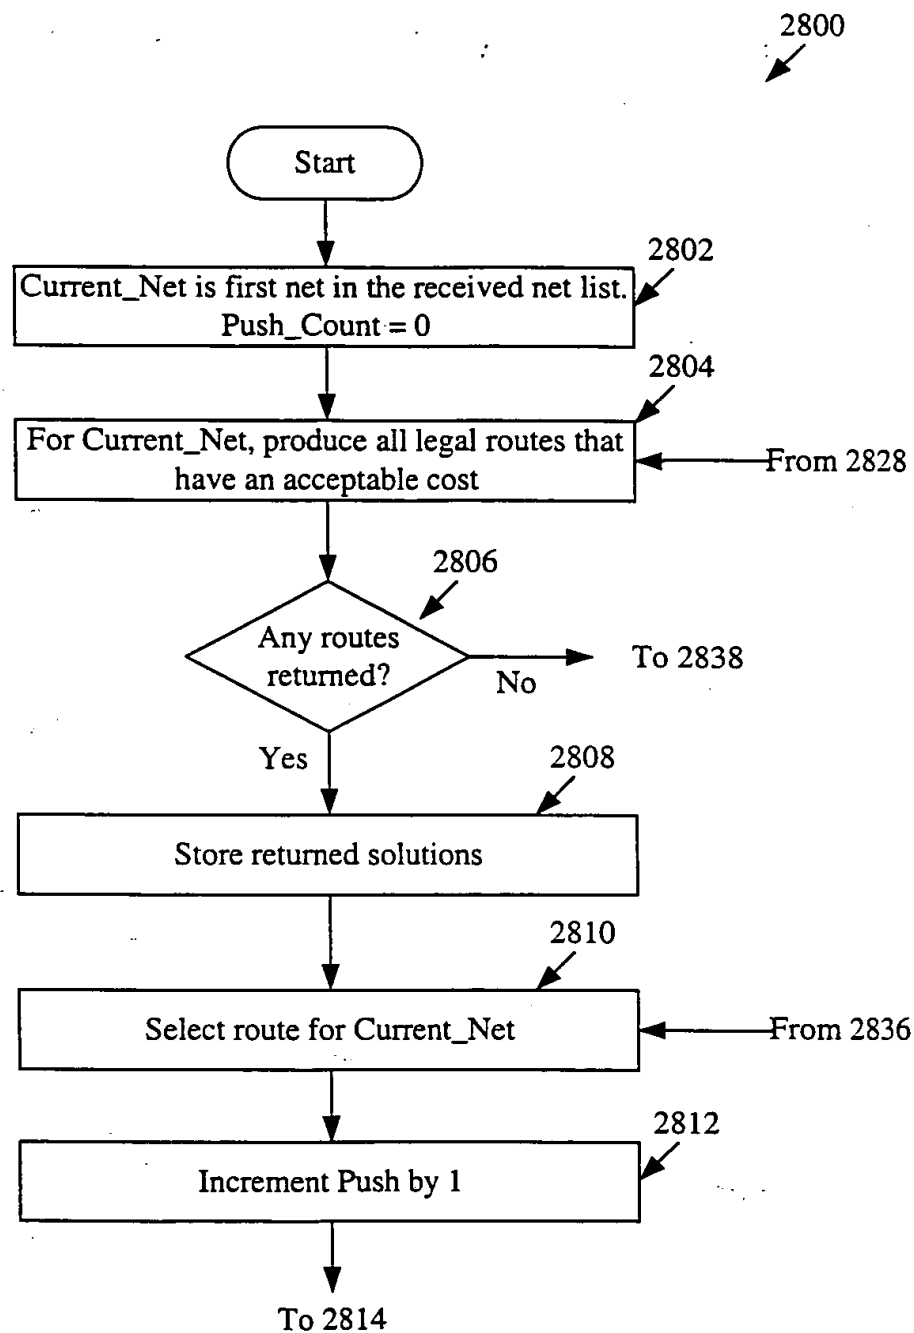 2800
Start
2802
Current_Net is first net in the received net list.
Push_Count = 0
2804
For Current_Net, produce all legal routes that
have an acceptable cost
From 2828
2806
Any routes
returned?
No
To 2838
Yes
2808
Store returned solutions
2810
Select route for Current_Net
From 2836
2812
Increment Push by 1
To 2814